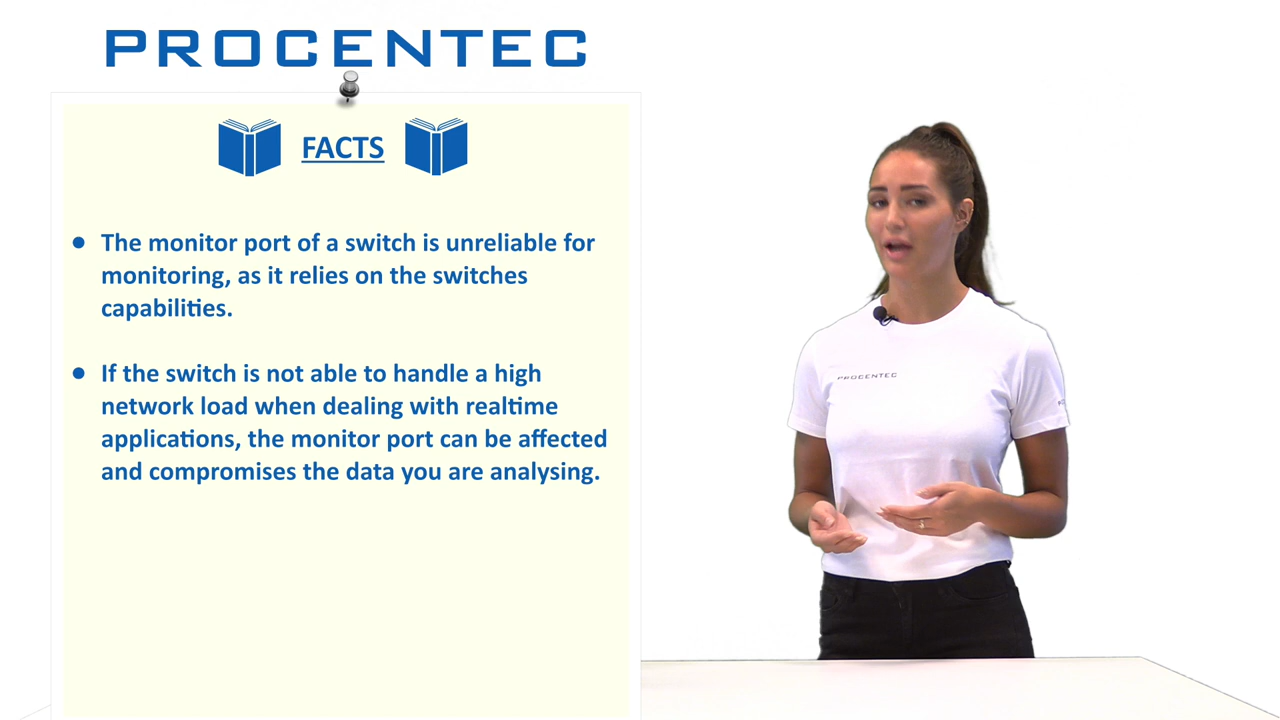 PROCENTEC
FACTS
• The monitor port of a switch is unreliable for
monitoring, as it relies on the switches
capabilities.
• If the switch is not able to handle a high
network load when dealing with realtime
applications, the monitor port can be affected
and compromises the data you are analysing.
PROCENTEC